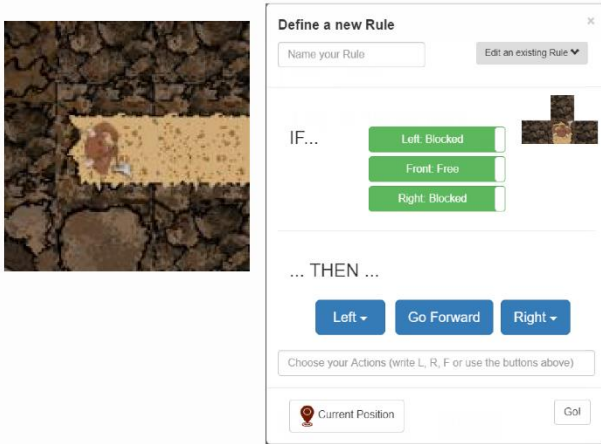 Define a new Rule
×
Name your Rule
Edit an existing Rule
IF...
Left: Blocked
Front: Free
Right: Blocked
... THEN ...
Left
Go Forward
Right
Choose your Actions (write L, R, F or use the buttons above)
Current Position
Go!